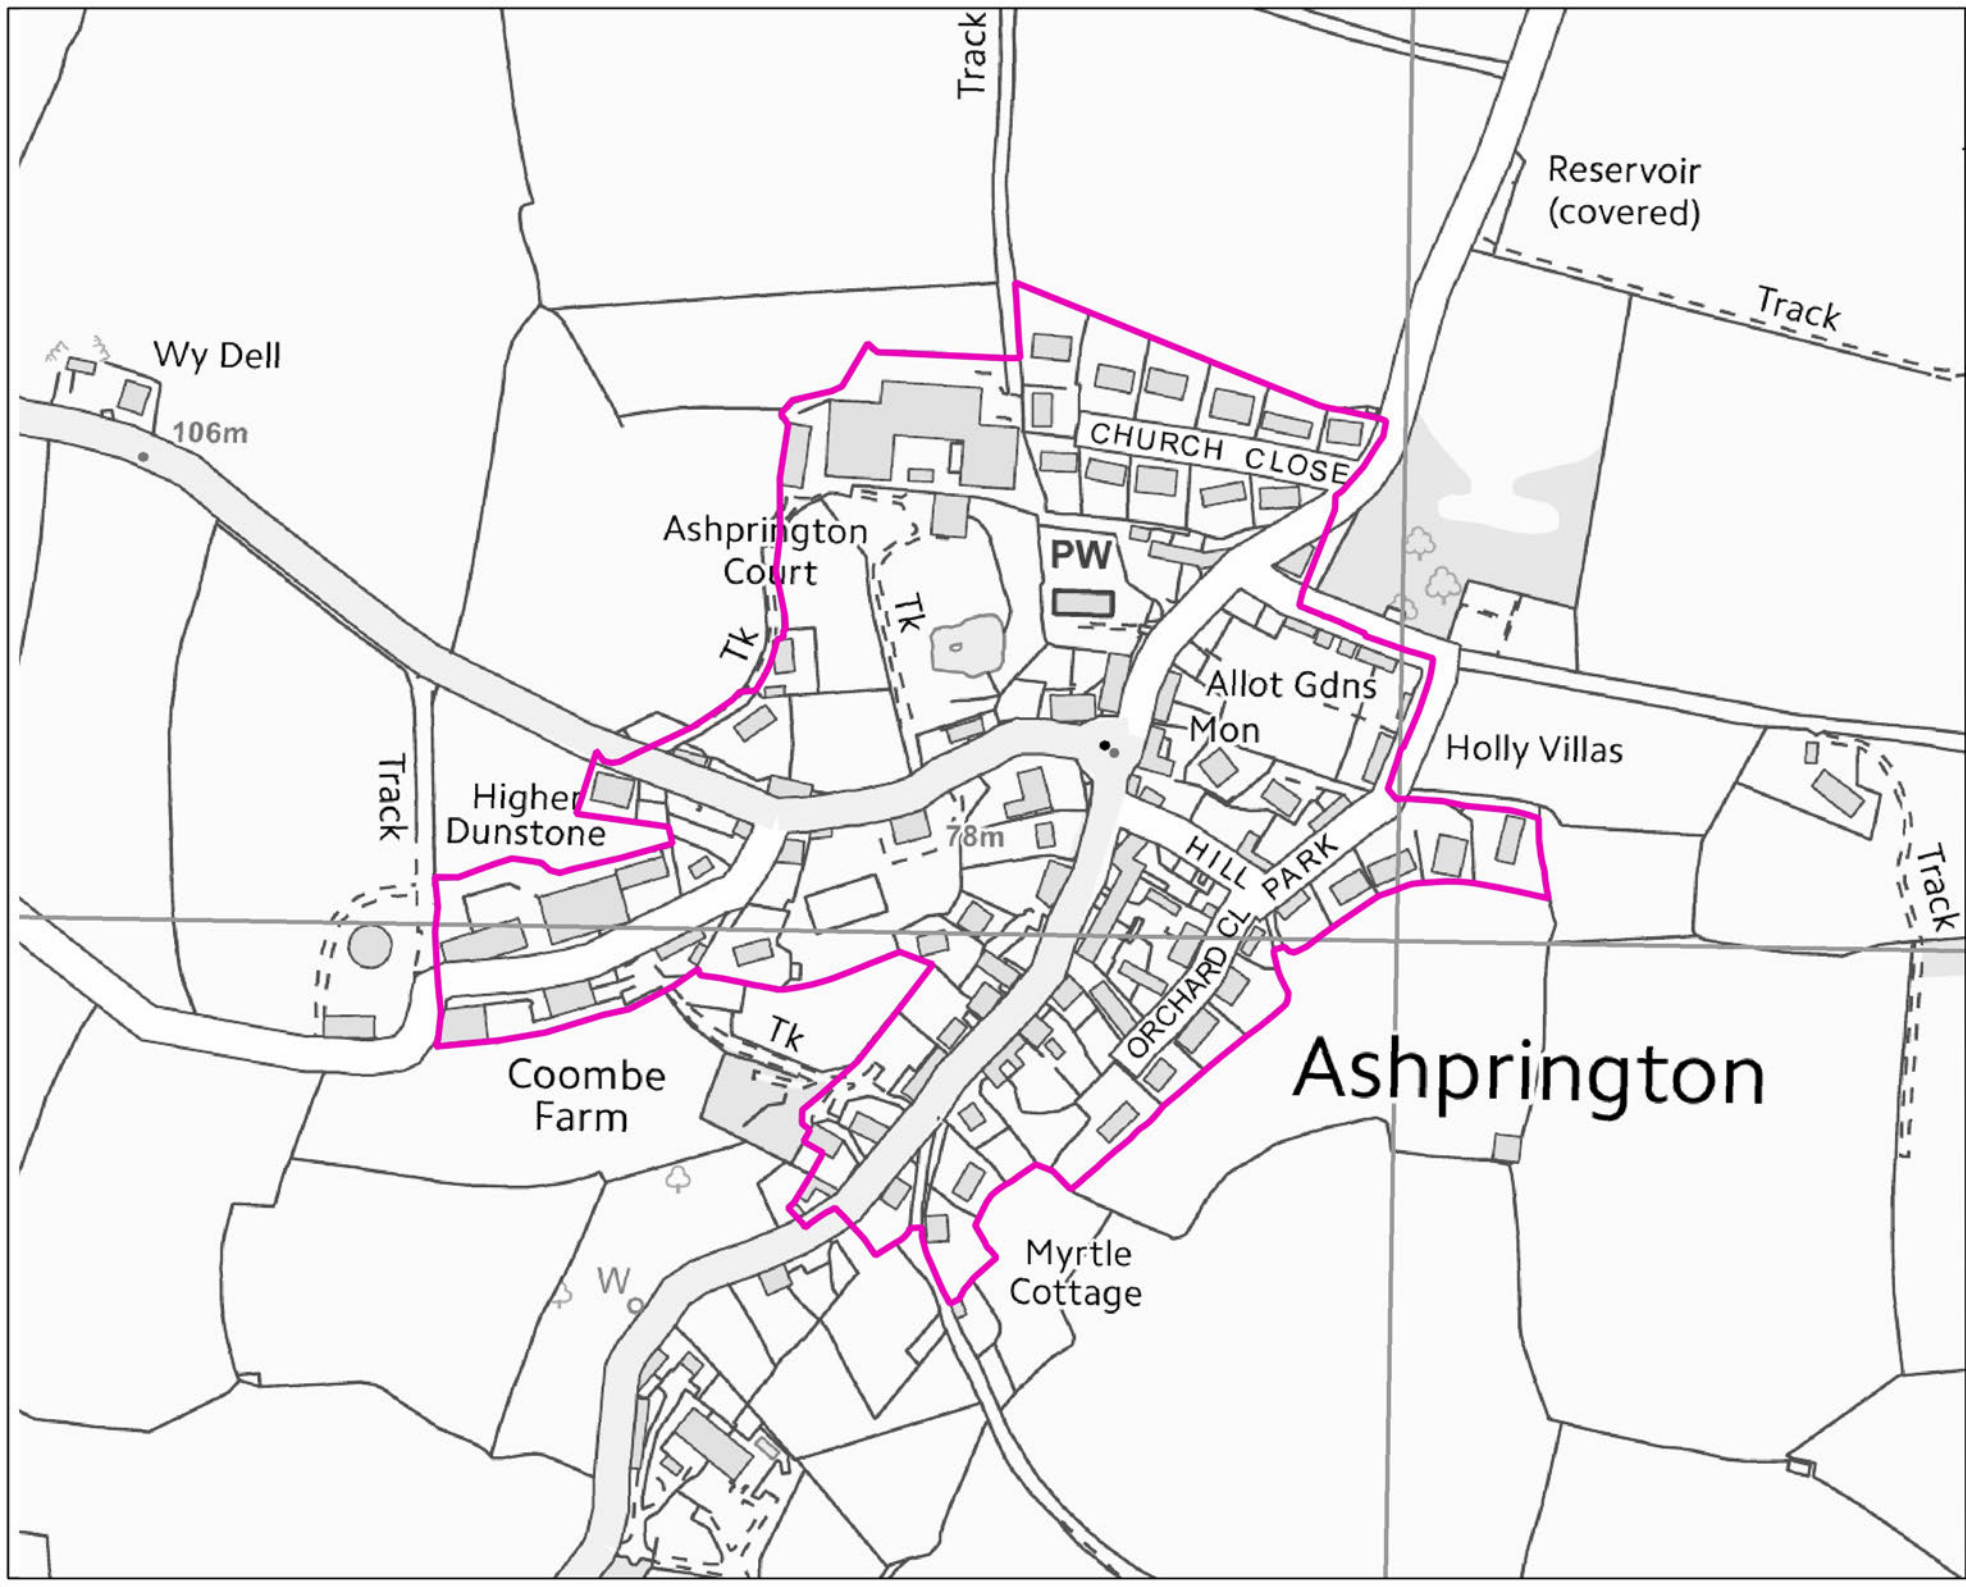 Track
Reservoir
(covered)
Track
Wy Dell
106m
CHURCH CLOSE
Ashprington
Court
PW
Tk
Tk
Allot Gdns
Mon
Holly Villas
Track
Higher
Dunstone
78m
HILL
PARK
Track
ORCHARD CL
Tk
Ashprington
Coombe
Farm
Myrtle
Cottage
W